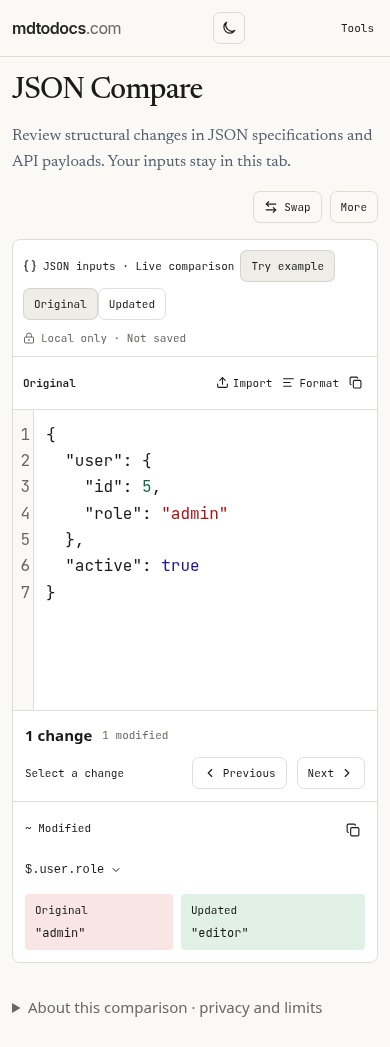 mdtodocs.com
Tools
JSON Compare
Review structural changes in JSON specifications and
API payloads. Your inputs stay in this tab.
Swap
More
{} JSON inputs · Live comparison
Try example
Original
Updated
Local only · Not saved
Original
Import
Format
1 {
2 "user": {
3 "id": 5,
4 "role": "admin"
5 },
6 "active": true
7 }
1 change 1 modified
Select a change
Previous
Next
~ Modified
$.user.role
Original
"admin"
Updated
"editor"
About this comparison · privacy and limits